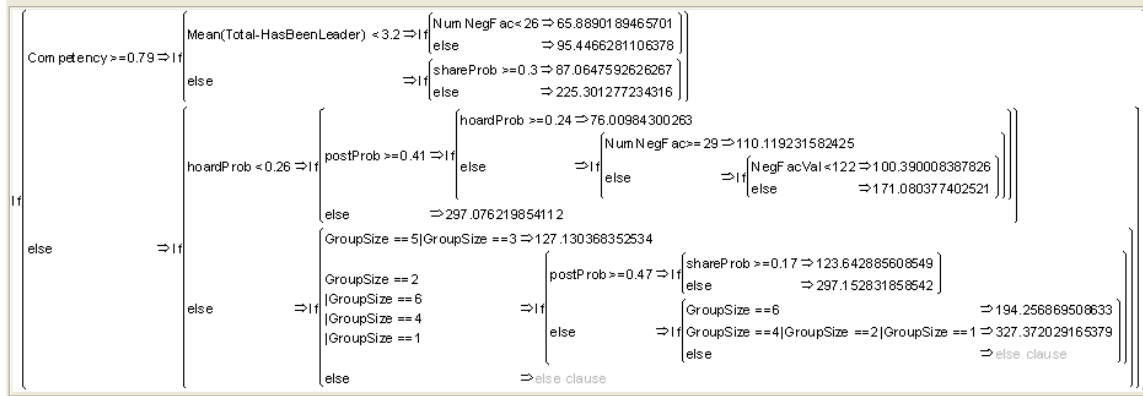 If
Competency>=0.79 ⇒ If
Mean(Total-HasBeenLeader) <3.2 ⇒ If
NumNegFac<26 ⇒ 65.8890189465701
else ⇒ 95.4466281106378
else ⇒ If
shareProb >=0.3 ⇒ 87.0647592626267
else ⇒ 225.301277234316
else ⇒ If
hoardProb <0.26 ⇒ If
postProb >=0.41 ⇒ If
hoardProb >=0.24 ⇒ 76.00984300263
else ⇒ If
NumNegFac>= 29 ⇒ 110.119231582425
else ⇒ If
NegFacVal<122 ⇒ 100.390008387826
else ⇒ 171.080377402521
else ⇒ 297.076219854112
else ⇒ If
GroupSize ==5|GroupSize ==3 ⇒ 127.130368352534
GroupSize ==2
|GroupSize ==6
|GroupSize ==4
|GroupSize ==1
⇒ If
postProb>=0.47 ⇒ If
shareProb >=0.17 ⇒ 123.642885608549
else ⇒ 297.152831858542
else ⇒ If
GroupSize ==6 ⇒ 194.256869508633
GroupSize ==4|GroupSize ==2|GroupSize ==1 ⇒ 327.372029165379
else ⇒ else clause
else ⇒ else clause